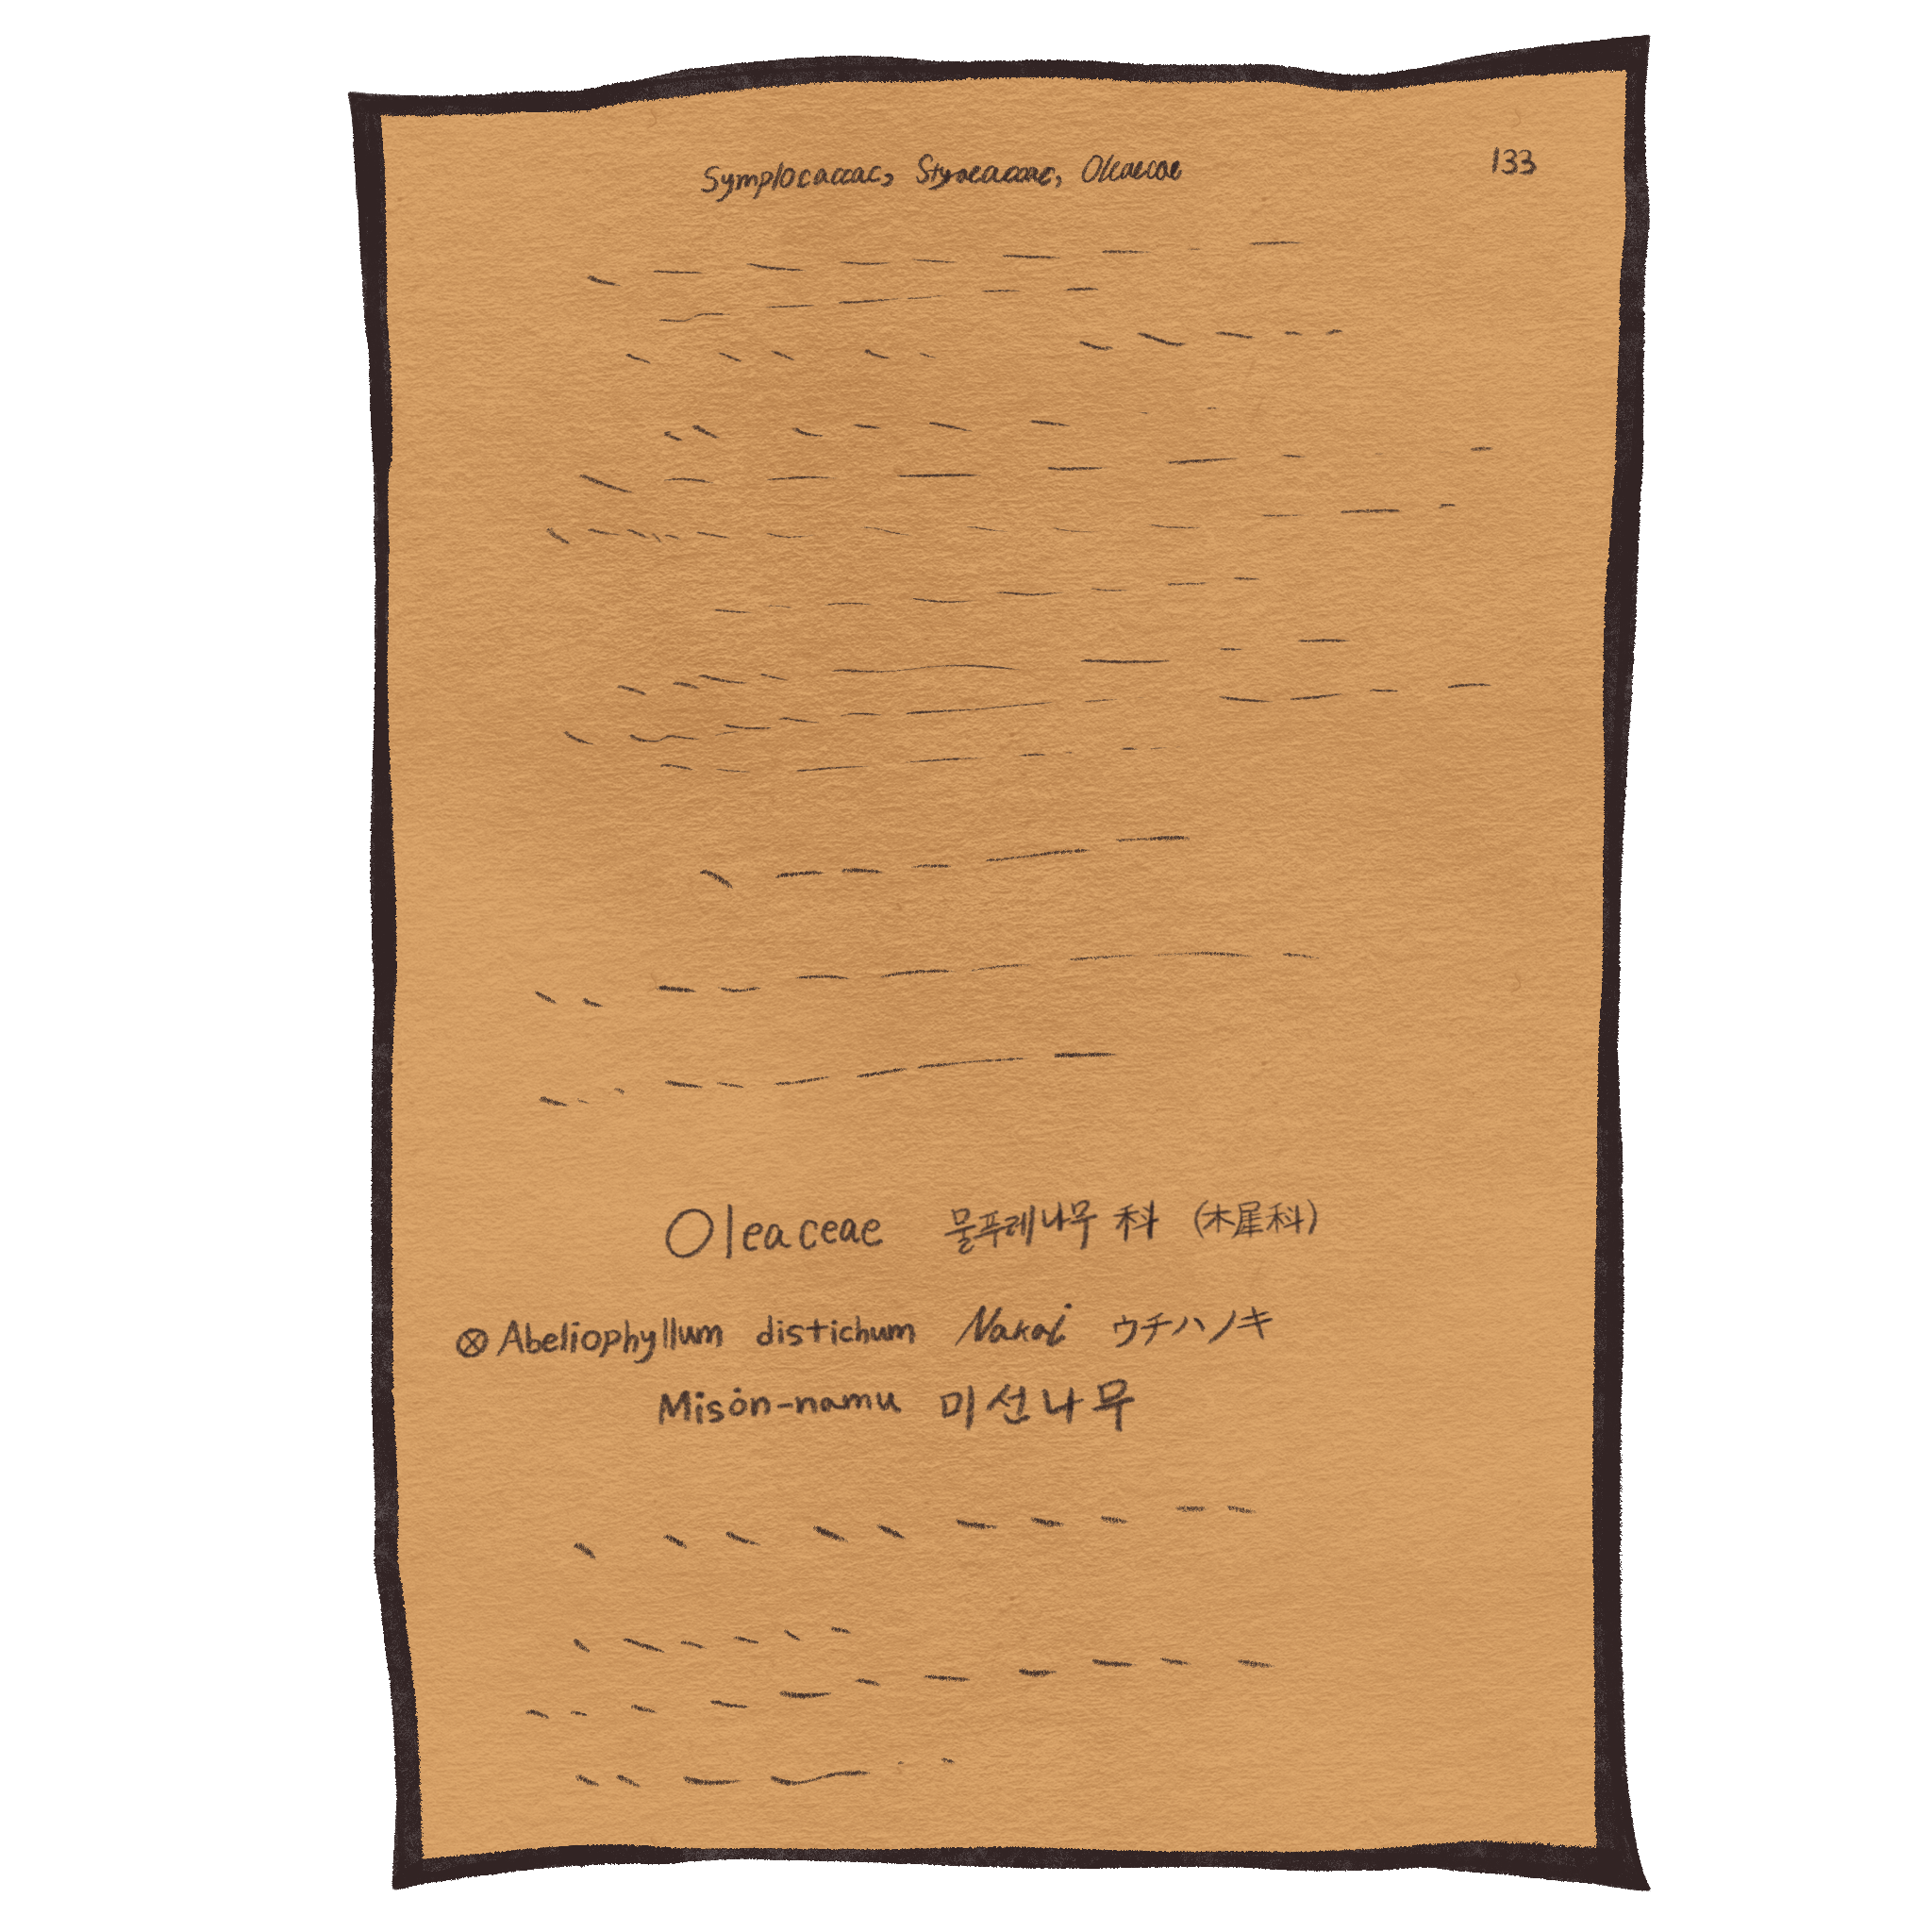 Symplocaceae, Styracaceae, Oleaceae
133
Oleaceae 물푸레나무 科 (木犀科)
⊗ Abeliophyllum distichum Nakai ウチハノキ
Misŏn-namu 미선나무